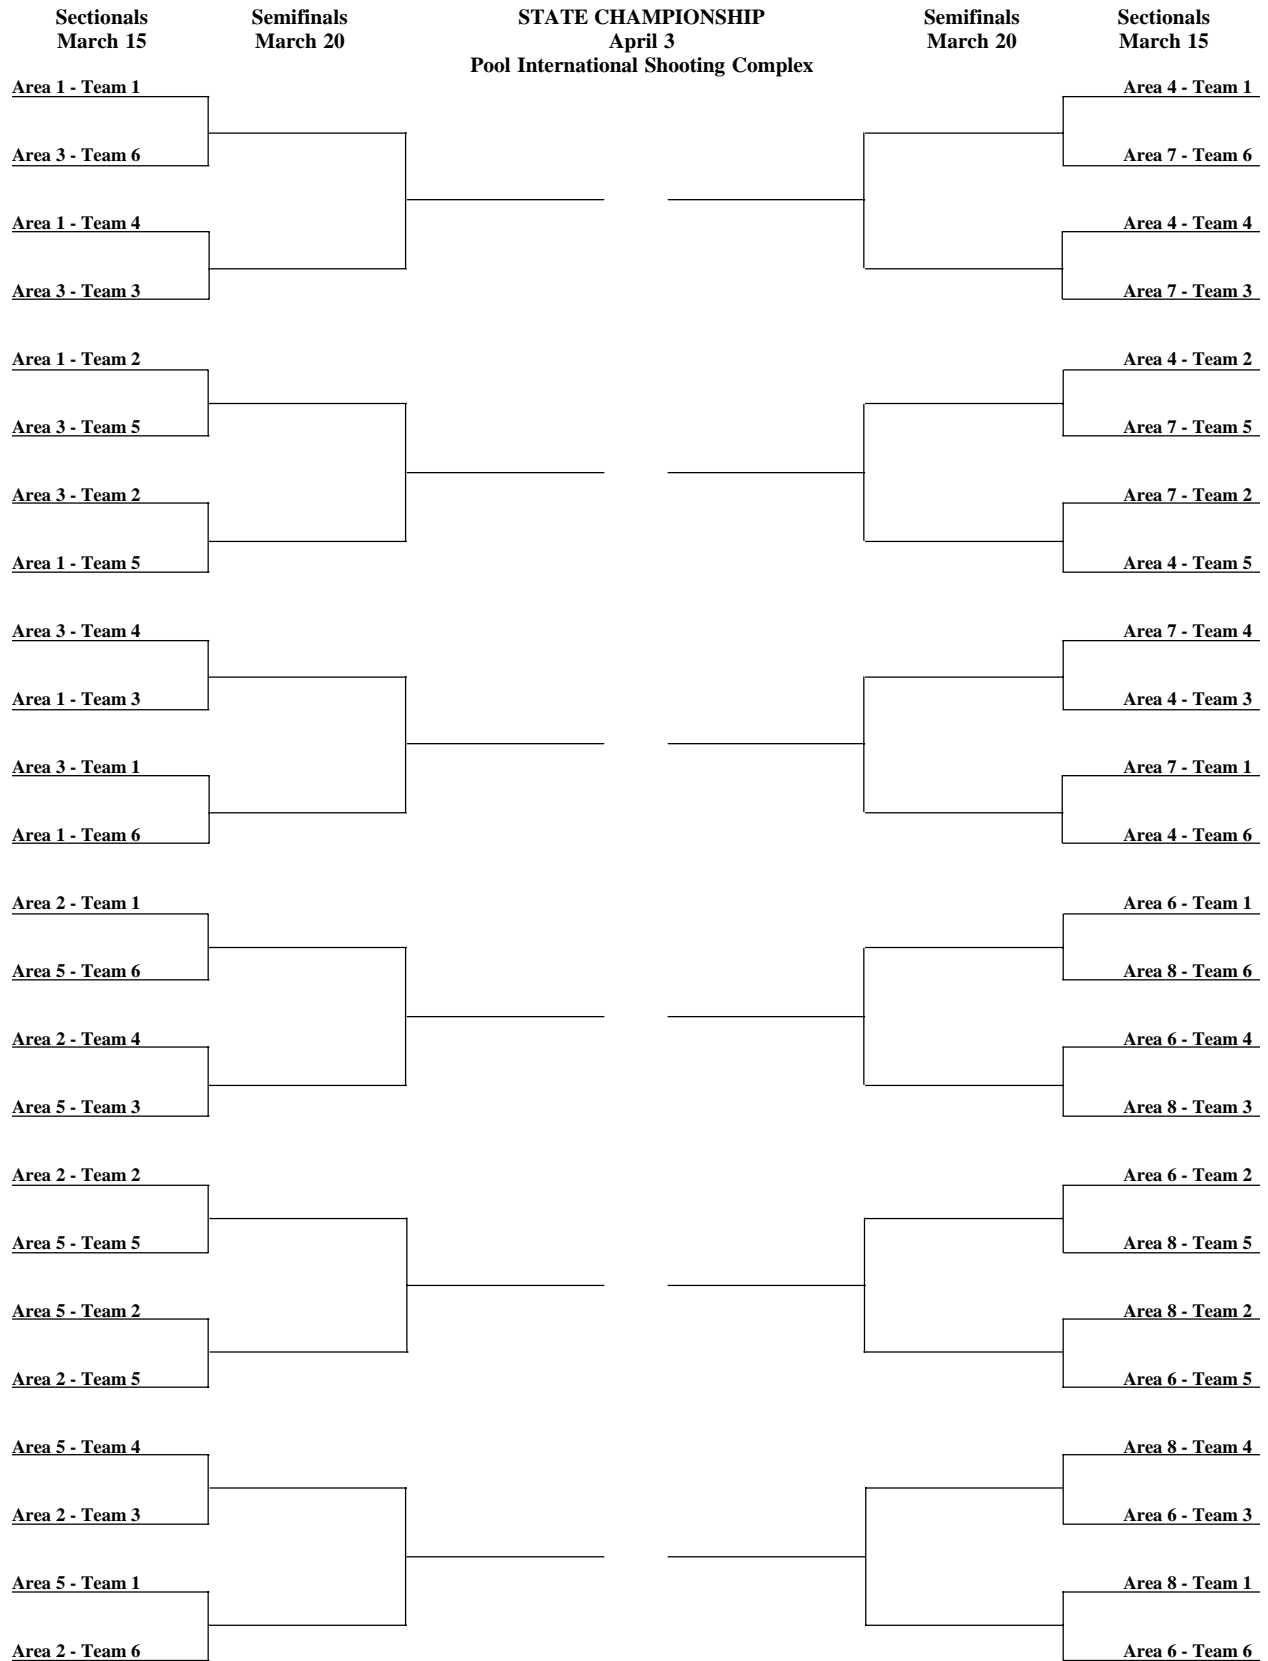 Sectionals Semifinals STATE CHAMPIONSHIP Semifinals Sectionals
March 15 March 20 April 3 March 20 March 15
Pool International Shooting Complex
Area 1 - Team 1 Area 4 - Team 1
Area 3 - Team 6 Area 7 - Team 6
Area 1 - Team 4 Area 4 - Team 4
Area 3 - Team 3 Area 7 - Team 3
Area 1 - Team 2 Area 4 - Team 2
Area 3 - Team 5 Area 7 - Team 5
Area 3 - Team 2 Area 7 - Team 2
Area 1 - Team 5 Area 4 - Team 5
Area 3 - Team 4 Area 7 - Team 4
Area 1 - Team 3 Area 4 - Team 3
Area 3 - Team 1 Area 7 - Team 1
Area 1 - Team 6 Area 4 - Team 6
Area 2 - Team 1 Area 6 - Team 1
Area 5 - Team 6 Area 8 - Team 6
Area 2 - Team 4 Area 6 - Team 4
Area 5 - Team 3 Area 8 - Team 3
Area 2 - Team 2 Area 6 - Team 2
Area 5 - Team 5 Area 8 - Team 5
Area 5 - Team 2 Area 8 - Team 2
Area 2 - Team 5 Area 6 - Team 5
Area 5 - Team 4 Area 8 - Team 4
Area 2 - Team 3 Area 6 - Team 3
Area 5 - Team 1 Area 8 - Team 1
Area 2 - Team 6 Area 6 - Team 6